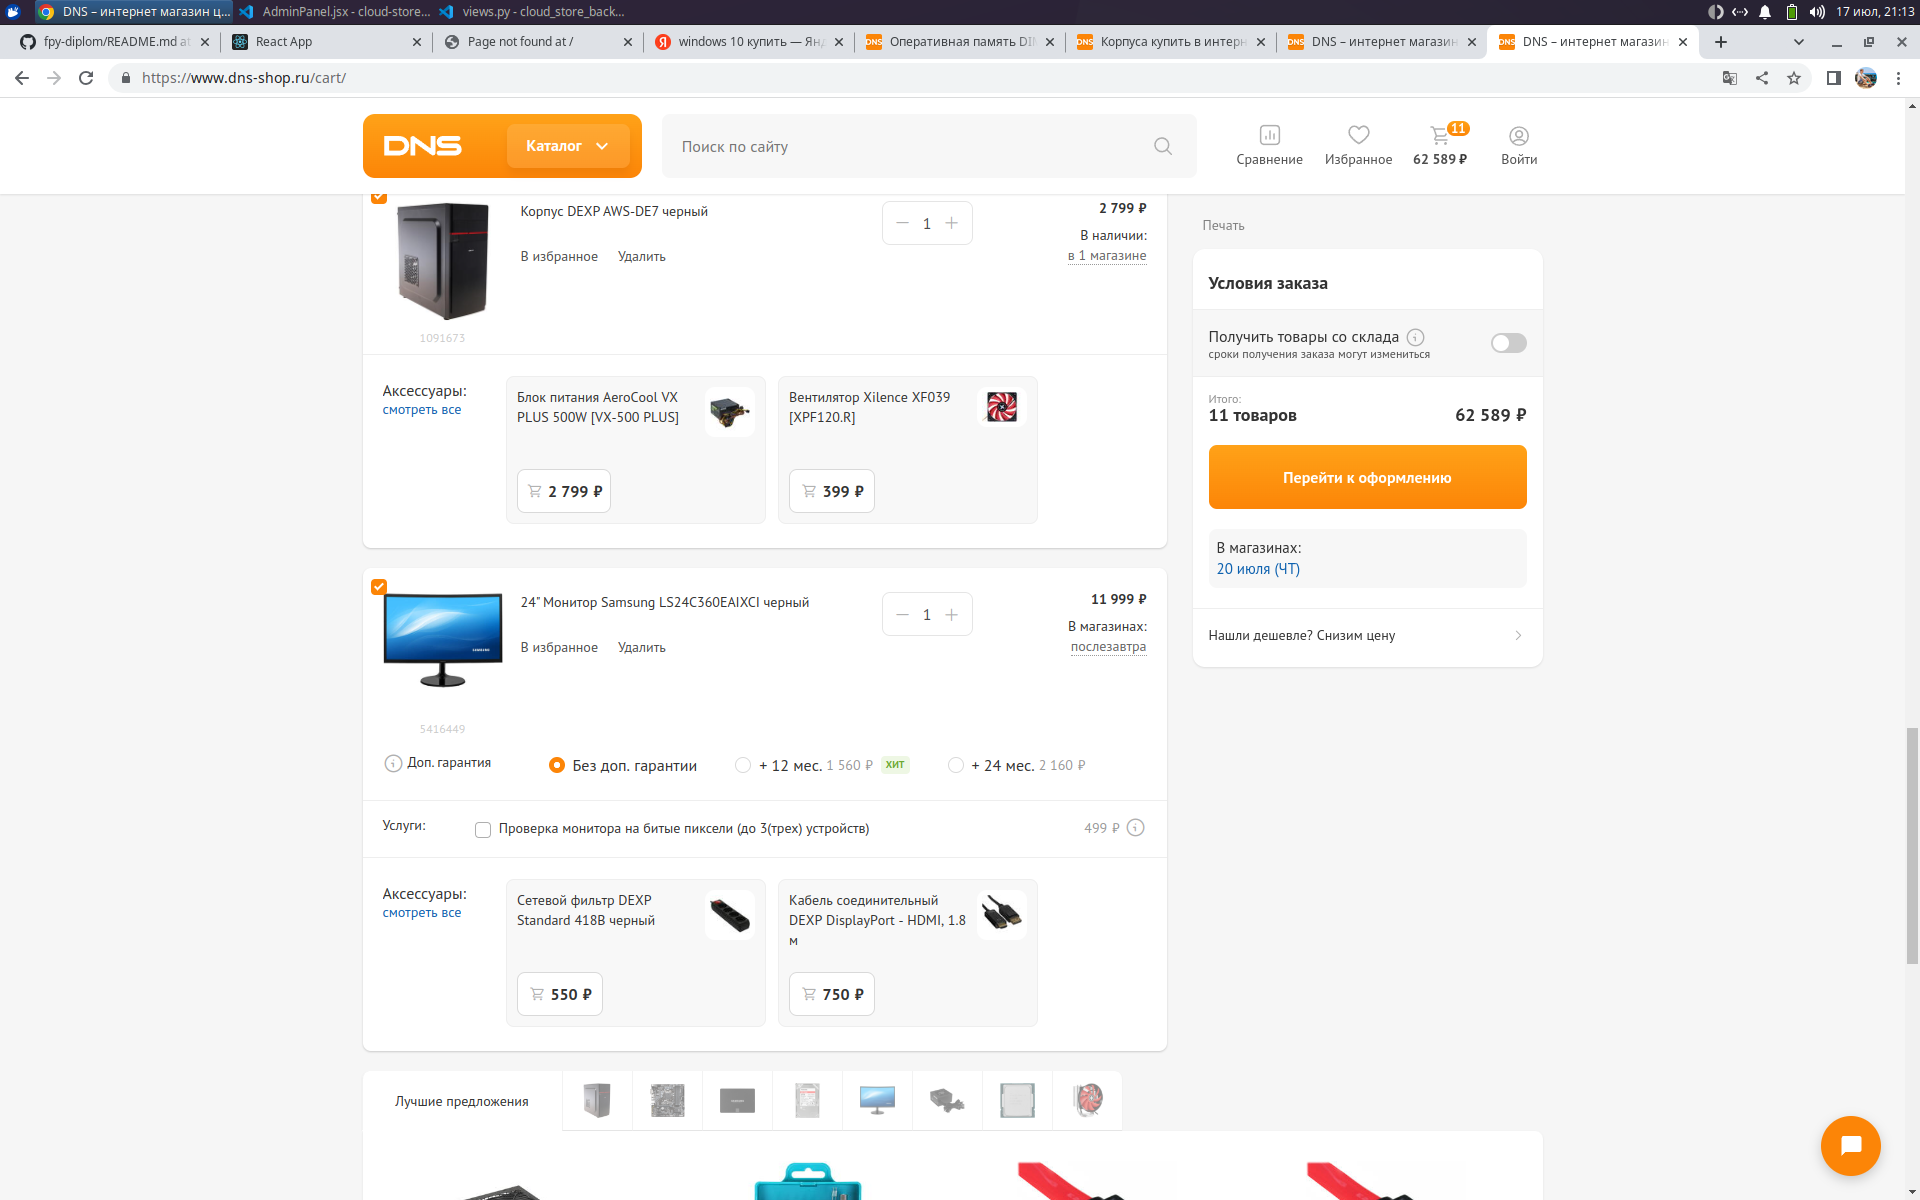 DNS – интернет магазин ц...
AdminPanel.jsx - cloud-store...
views.py - cloud_store_back...
17 июл, 21:13
fpy-diplom/README.md at
React App
Page not found at /
windows 10 купить — Янд
DNS
Оперативная память DI
DNS
Корпуса купить в интерн
DNS
DNS – интернет магазин
DNS
DNS – интернет магазин
https://www.dns-shop.ru/cart/
DNS
Каталог
Поиск по сайту
Сравнение
Избранное
11
62 589 ₽
Войти
Корпус DEXP AWS-DE7 черный
1
2 799 ₽
В наличии:
в 1 магазине
В избранное
Удалить
1091673
Аксессуары:
смотреть все
Блок питания AeroCool VX
PLUS 500W [VX-500 PLUS]
2 799 ₽
Вентилятор Xilence XF039
[XPF120.R]
399 ₽
24" Монитор Samsung LS24C360EAIXCI черный
1
11 999 ₽
В магазинах:
послезавтра
В избранное
Удалить
SAMSUNG
5416449
Доп. гарантия
Без доп. гарантии
+ 12 мес. 1 560 ₽
ХИТ
+ 24 мес. 2 160 ₽
Услуги:
Проверка монитора на битые пиксели (до 3(трех) устройств)
499 ₽
Аксессуары:
смотреть все
Сетевой фильтр DEXP
Standard 418B черный
550 ₽
Кабель соединительный
DEXP DisplayPort - HDMI, 1.8
м
750 ₽
Лучшие предложения
Печать
Условия заказа
Получить товары со склада
сроки получения заказа могут измениться
Итого:
11 товаров
62 589 ₽
Перейти к оформлению
В магазинах:
20 июля (ЧТ)
Нашли дешевле? Снизим цену